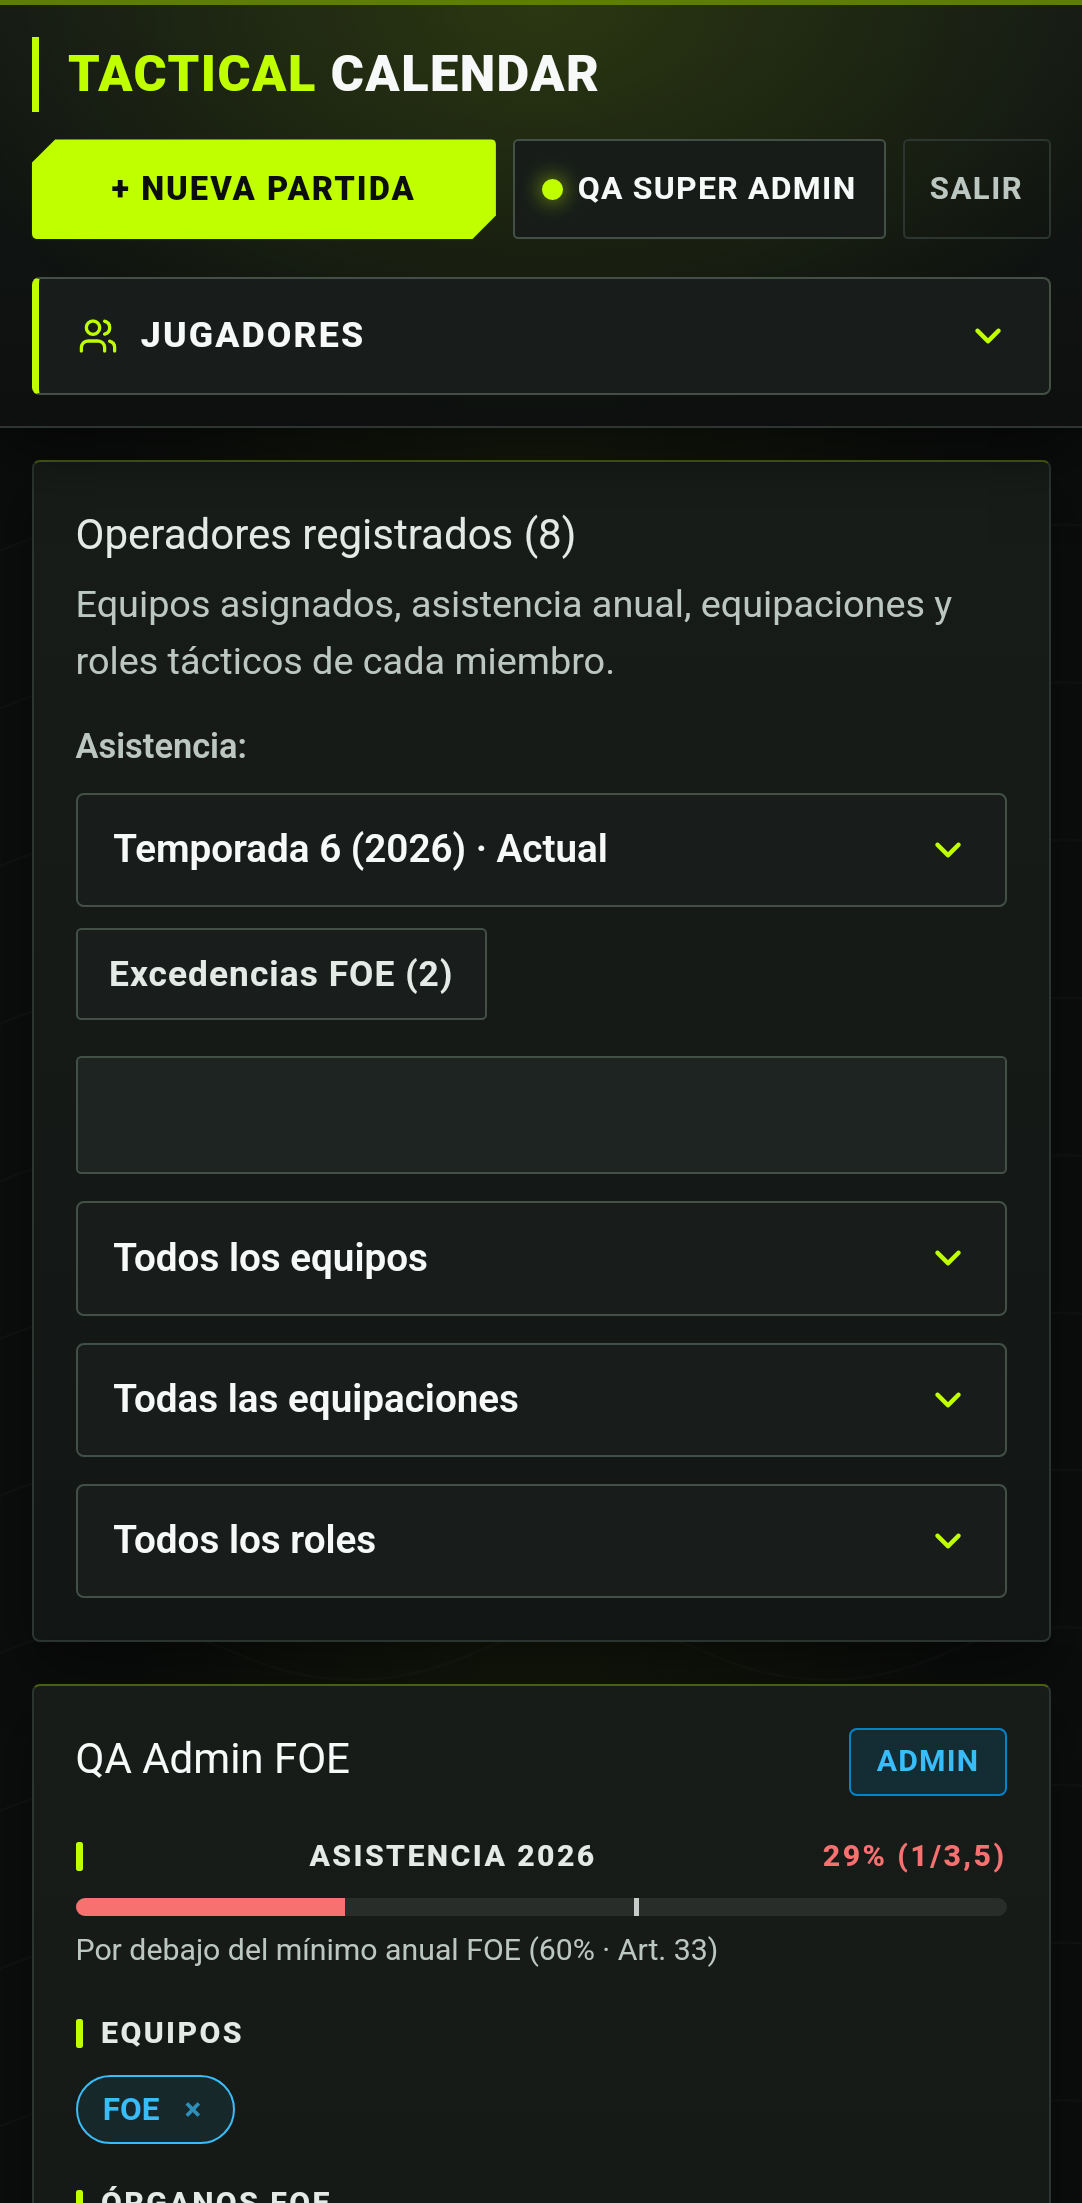 TACTICAL CALENDAR
+ NUEVA PARTIDA
QA SUPER ADMIN
SALIR
JUGADORES
Operadores registrados (8)
Equipos asignados, asistencia anual, equipaciones y
roles tácticos de cada miembro.
Asistencia:
Temporada 6 (2026) · Actual
Excedencias FOE (2)
Todos los equipos
Todas las equipaciones
Todos los roles
QA Admin FOE
ADMIN
ASISTENCIA 2026
29% (1/3,5)
Por debajo del mínimo anual FOE (60% · Art. 33)
EQUIPOS
FOE ×
ÓRGANOS FOE